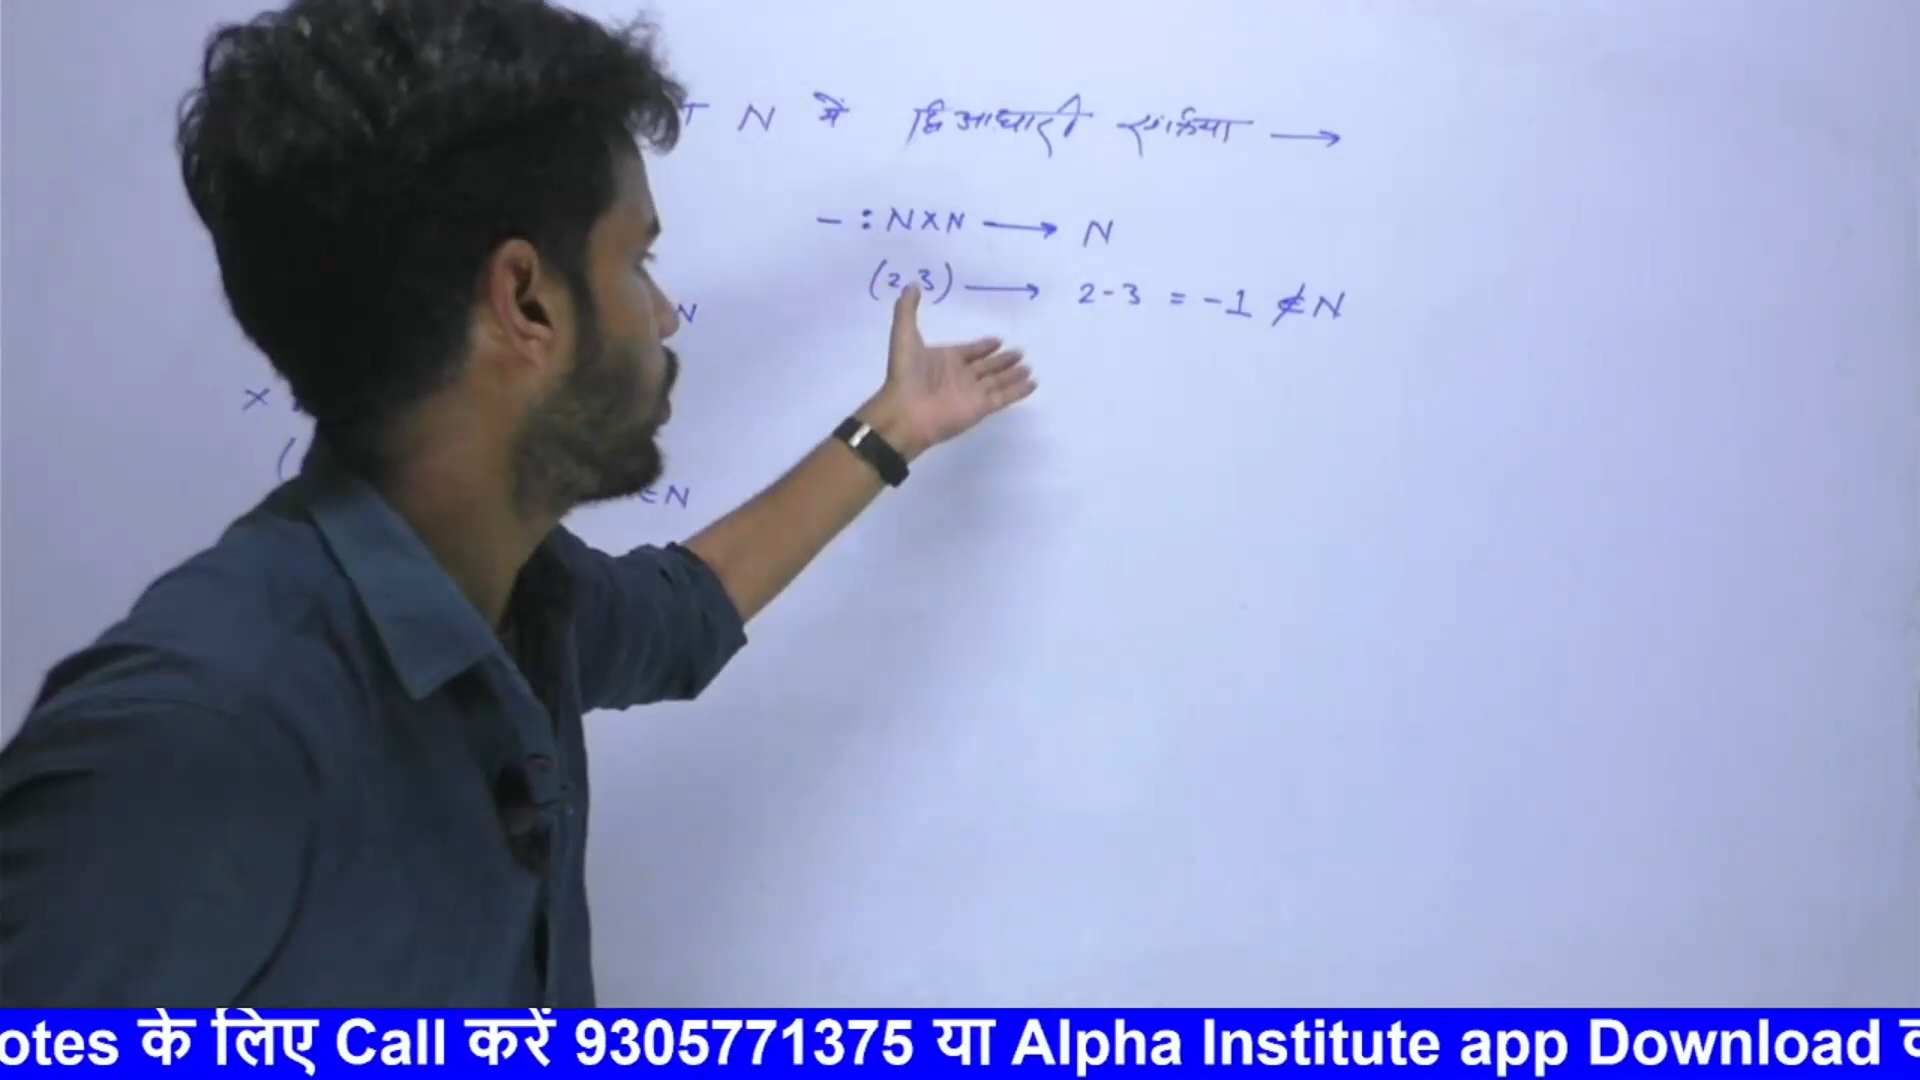 N में द्विआधारी संक्रिया →
- : N×N → N
(2,3) → 2-3 = -1 ∉ N
N
×
(
∈N
otes के लिए Call करें 9305771375 या Alpha Institute app Download